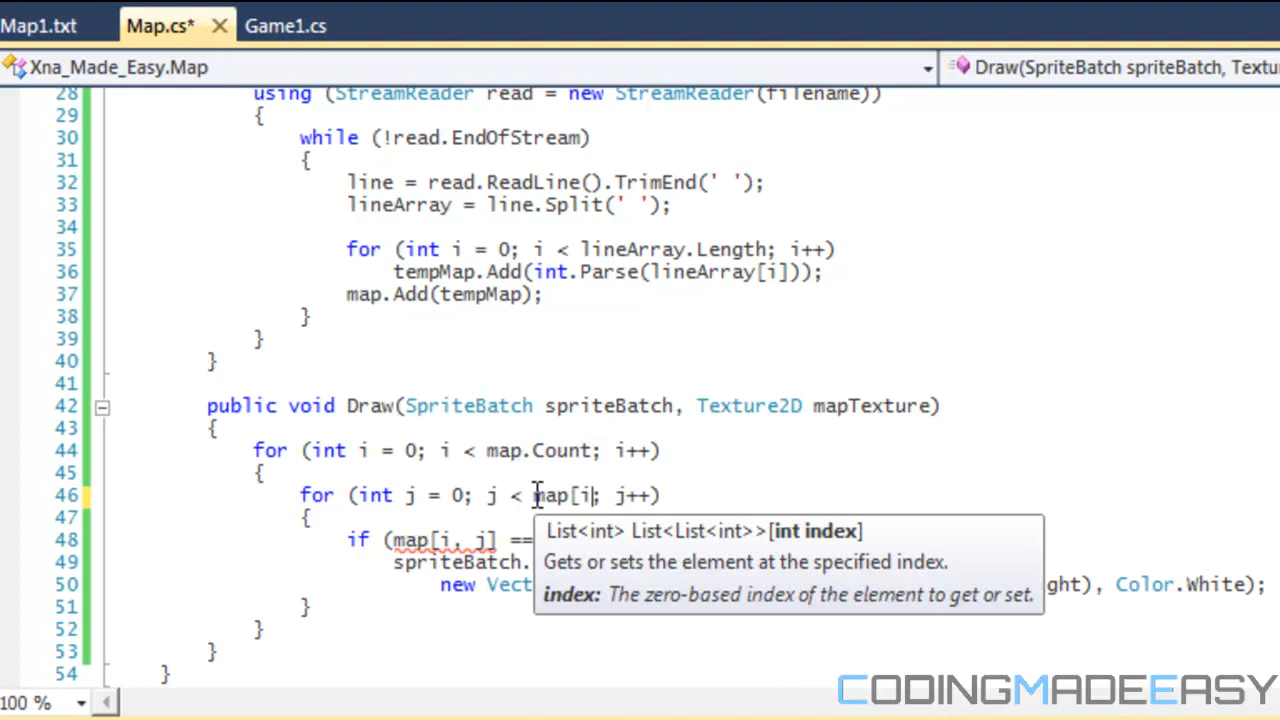 Map1.txt Map.cs* Game1.cs
Xna_Made_Easy.Map Draw(SpriteBatch spriteBatch, Textu
28 using (StreamReader read = new StreamReader(filename))
29 {
30 while (!read.EndOfStream)
31 {
32 line = read.ReadLine().TrimEnd(' ');
33 lineArray = line.Split(' ');
34
35 for (int i = 0; i < lineArray.Length; i++)
36 tempMap.Add(int.Parse(lineArray[i]));
37 map.Add(tempMap);
38 }
39 }
40 }
41
42 public void Draw(SpriteBatch spriteBatch, Texture2D mapTexture)
43 {
44 for (int i = 0; i < map.Count; i++)
45 {
46 for (int j = 0; j < map[i; j++)
47 {
List<int> List<List<int>>[int index]
48 if (map[i, j] ==
49 spriteBatch.
Gets or sets the element at the specified index.
50 new Vect ght), Color.White);
index: The zero-based index of the element to get or set.
51 }
52 }
53 }
54 }
100 %
CODINGMADEEASY